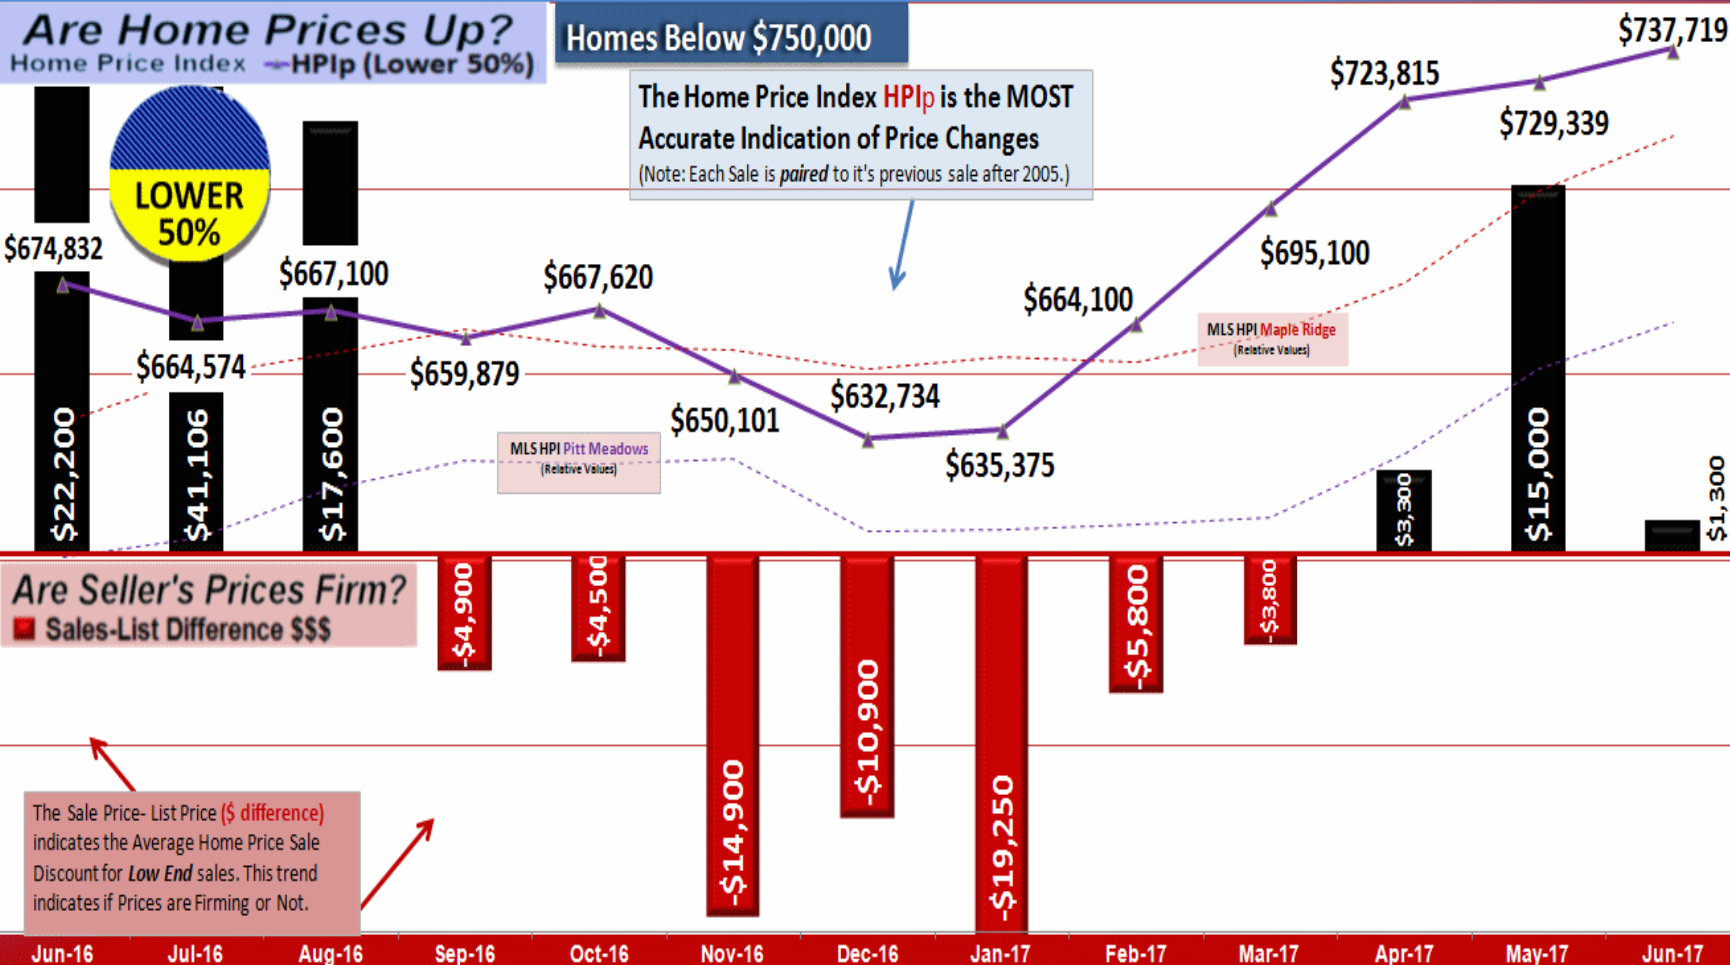 Are Home Prices Up?
Home Price Index HPIp (Lower 50%)
Homes Below $750,000
The Home Price Index HPIp is the MOST
Accurate Indication of Price Changes
(Note: Each Sale is paired to it's previous sale after 2005.)
LOWER
50%
$674,832
$664,574
$667,100
$659,879
$667,620
$650,101
$632,734
$635,375
$664,100
$695,100
$723,815
$729,339
$737,719
MLS HPI Maple Ridge
(Relative Values)
MLS HPI Pitt Meadows
(Relative Values)
$22,200
$41,106
$17,600
-$4,900
-$4,500
-$14,900
-$10,900
-$19,250
-$5,800
-$3,800
$3,300
$15,000
$1,300
Are Seller's Prices Firm?
Sales-List Difference $$$
The Sale Price- List Price ($ difference)
indicates the Average Home Price Sale
Discount for Low End sales. This trend
indicates if Prices are Firming or Not.
Jun-16 Jul-16 Aug-16 Sep-16 Oct-16 Nov-16 Dec-16 Jan-17 Feb-17 Mar-17 Apr-17 May-17 Jun-17